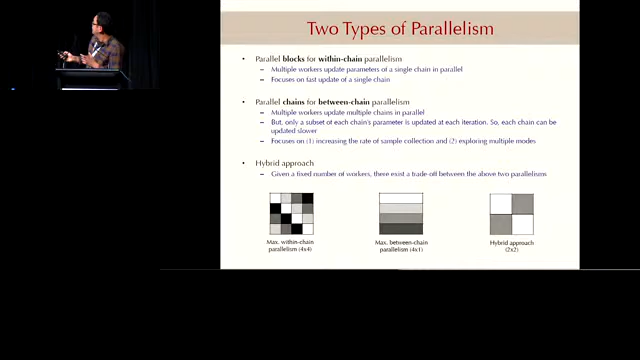 Two Types of Parallelism
• Parallel blocks for within-chain parallelism
– Multiple workers update parameters of a single chain in parallel
– Focuses on fast update of a single chain
• Parallel chains for between-chain parallelism
– Multiple workers update multiple chains in parallel
– But, only a subset of each chain's parameter is updated at each iteration. So, each chain can be
updated slower
– Focuses on (1) increasing the rate of sample collection and (2) exploring multiple modes
• Hybrid approach
– Given a fixed number of workers, there exist a trade-off between the above two parallelisms
Max. within-chain
parallelism (4x4)
Max. between-chain
parallelism (4x1)
Hybrid approach
(2x2)